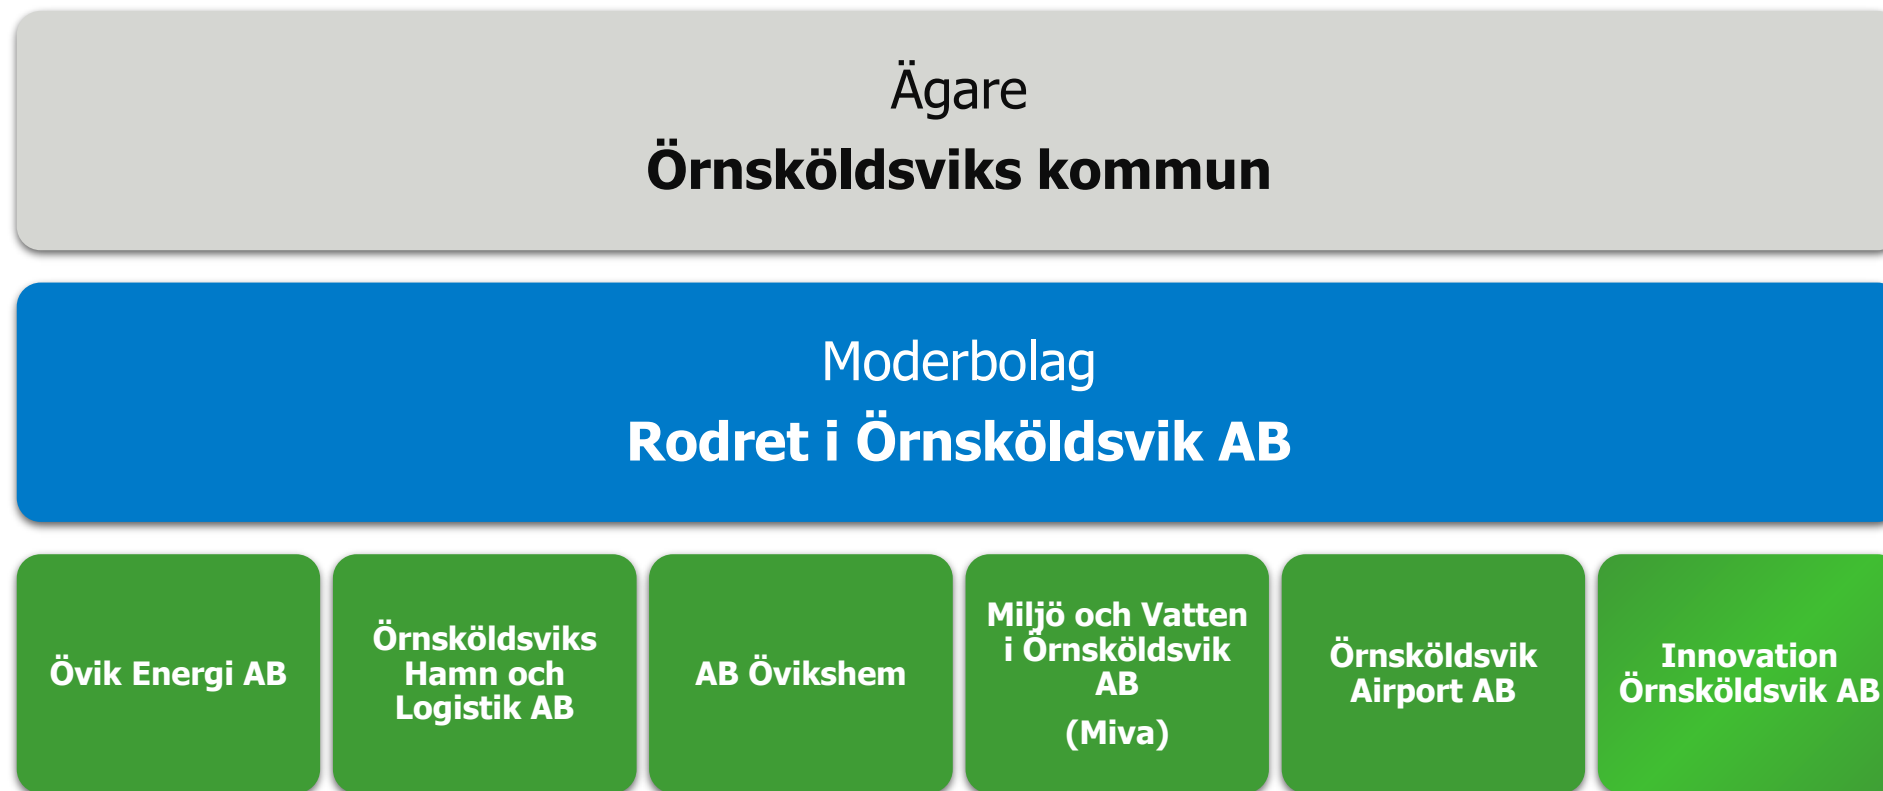 Ägare
Örnsköldsviks kommun
Moderbolag
Rodret i Örnsköldsvik AB
Övik Energi AB
Örnsköldsviks
Hamn och
Logistik AB
AB Övikshem
Miljö och Vatten
i Örnsköldsvik
AB
(Miva)
Örnsköldsvik
Airport AB
Innovation
Örnsköldsvik AB